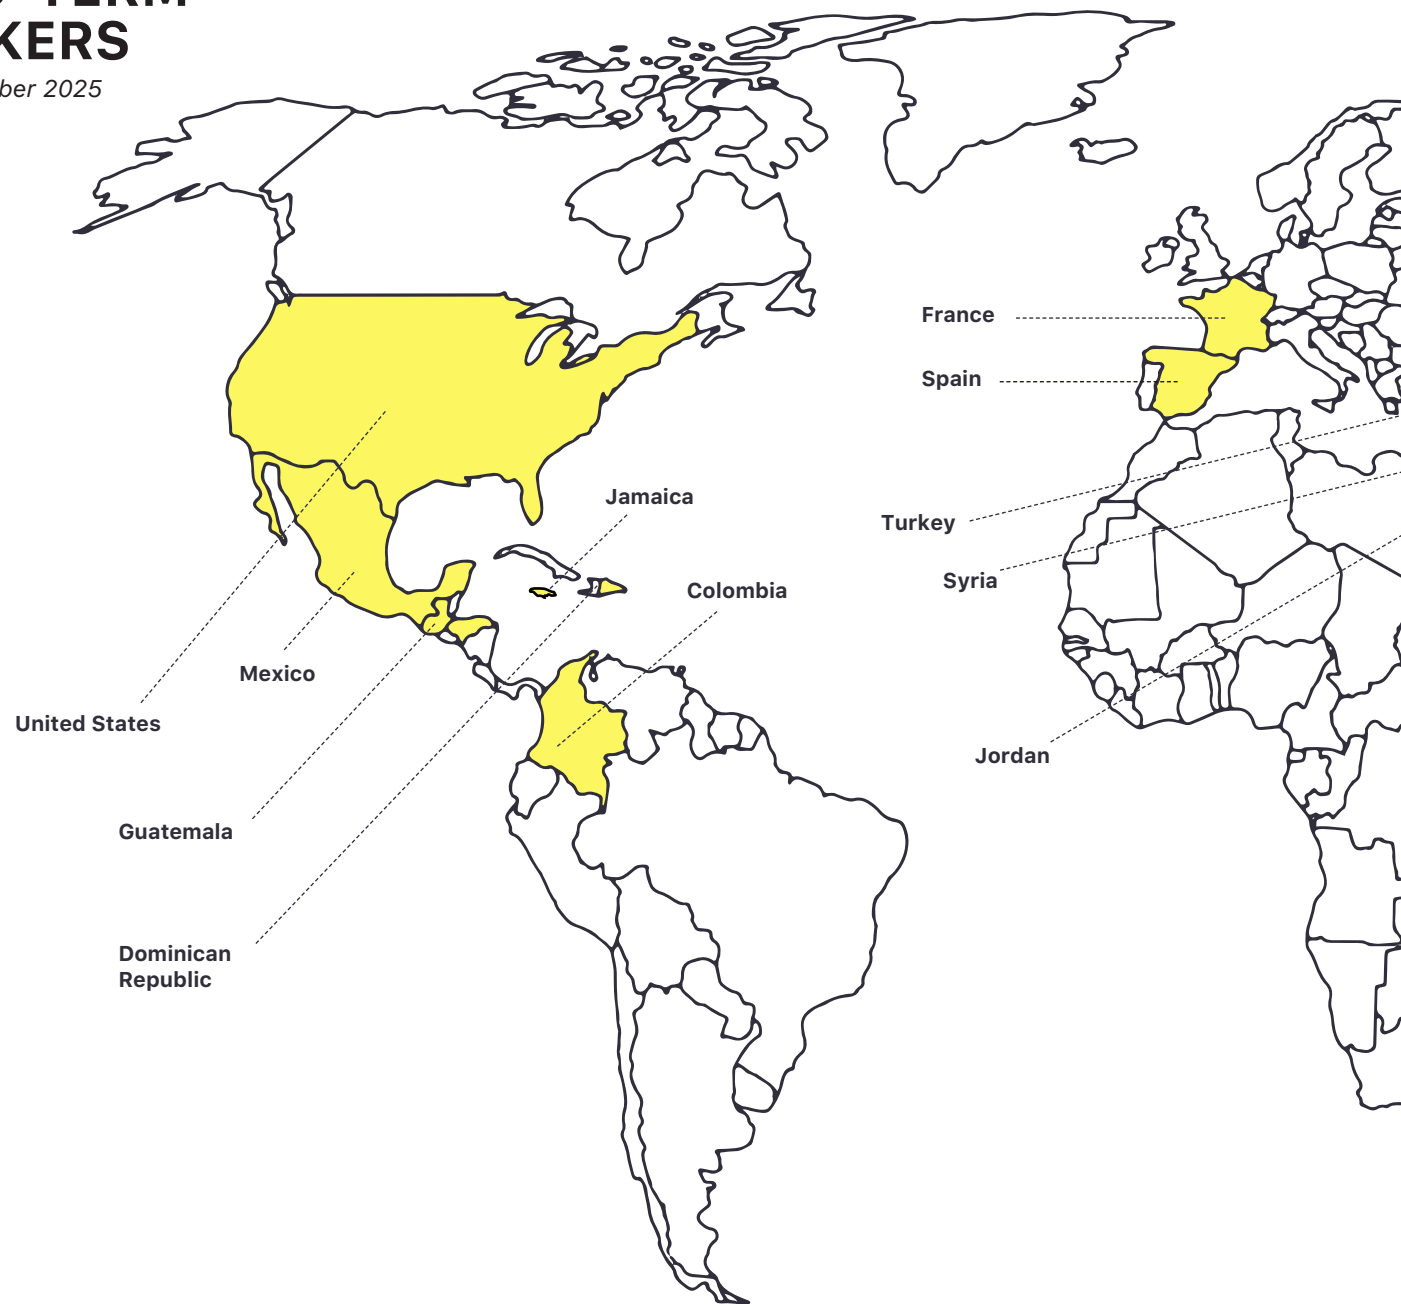 KERS
ber 2025
France
Spain
Jamaica
Turkey
Syria
Colombia
Mexico
United States
Jordan
Guatemala
Dominican
Republic